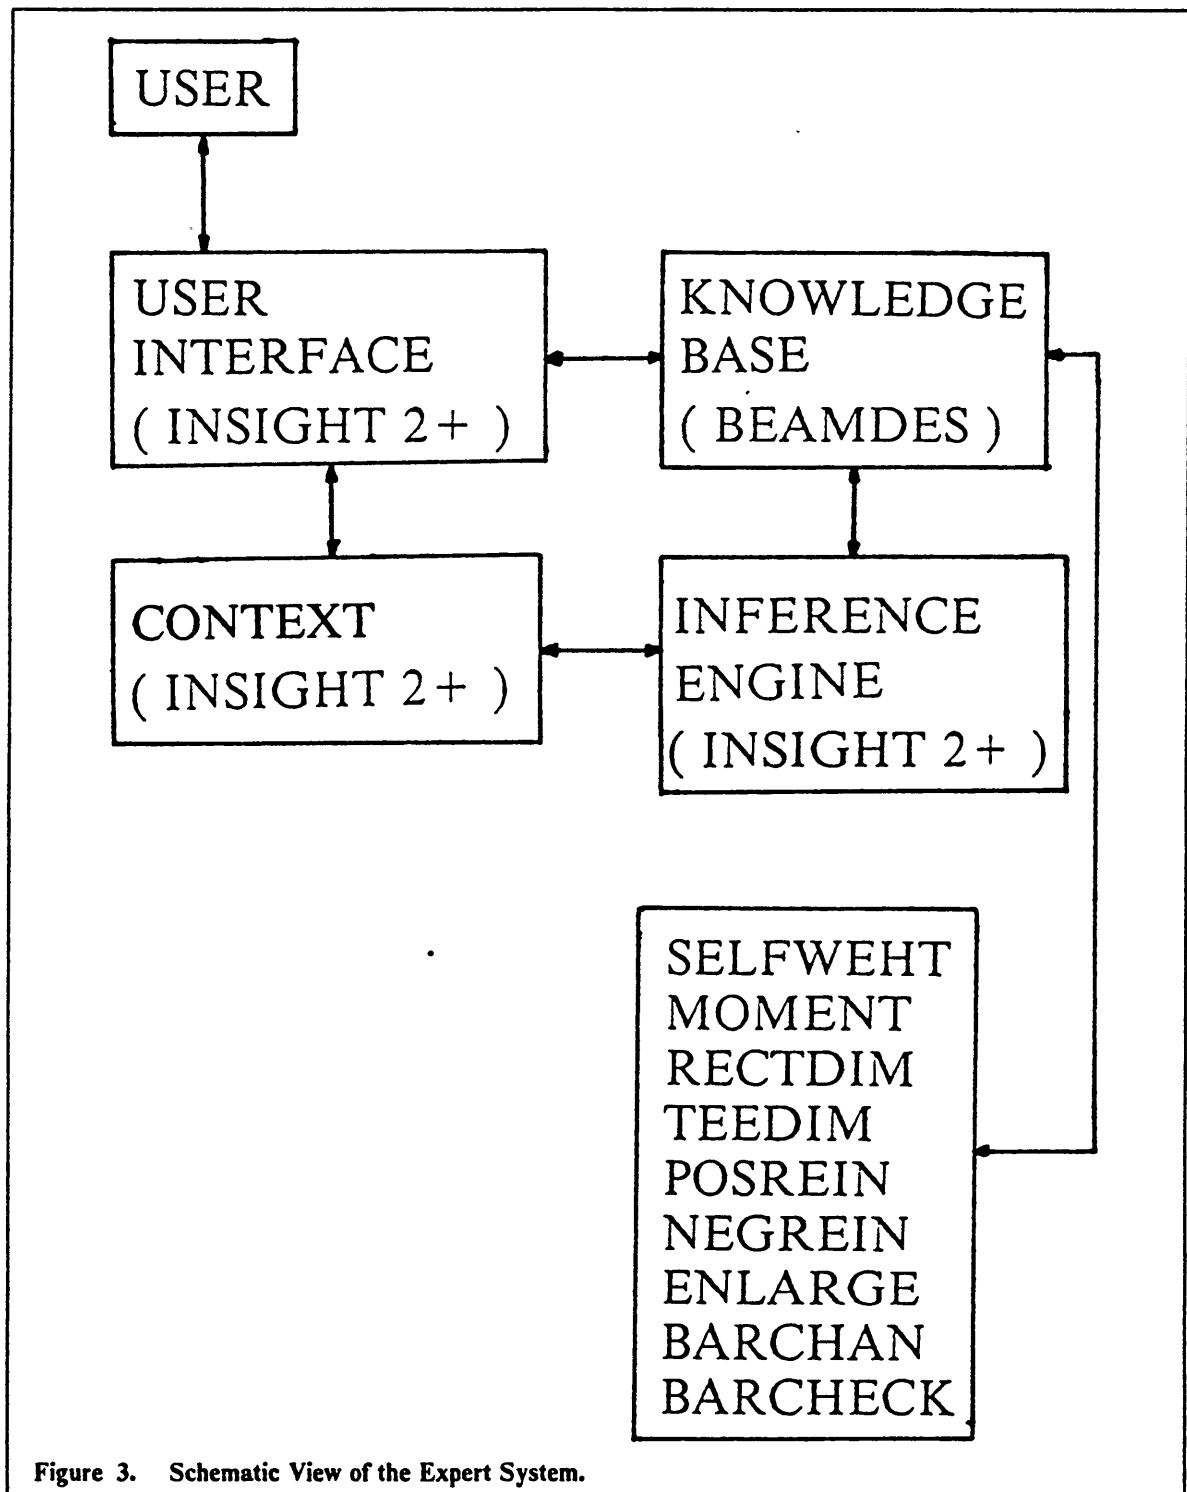 USER
USER
INTERFACE
( INSIGHT 2+ )
KNOWLEDGE
BASE
( BEAMDES )
CONTEXT
( INSIGHT 2+ )
INFERENCE
ENGINE
( INSIGHT 2+ )
SELFWEHT
MOMENT
RECTDIM
TEEDIM
POSREIN
NEGREIN
ENLARGE
BARCHAN
BARCHECK
Figure 3. Schematic View of the Expert System.